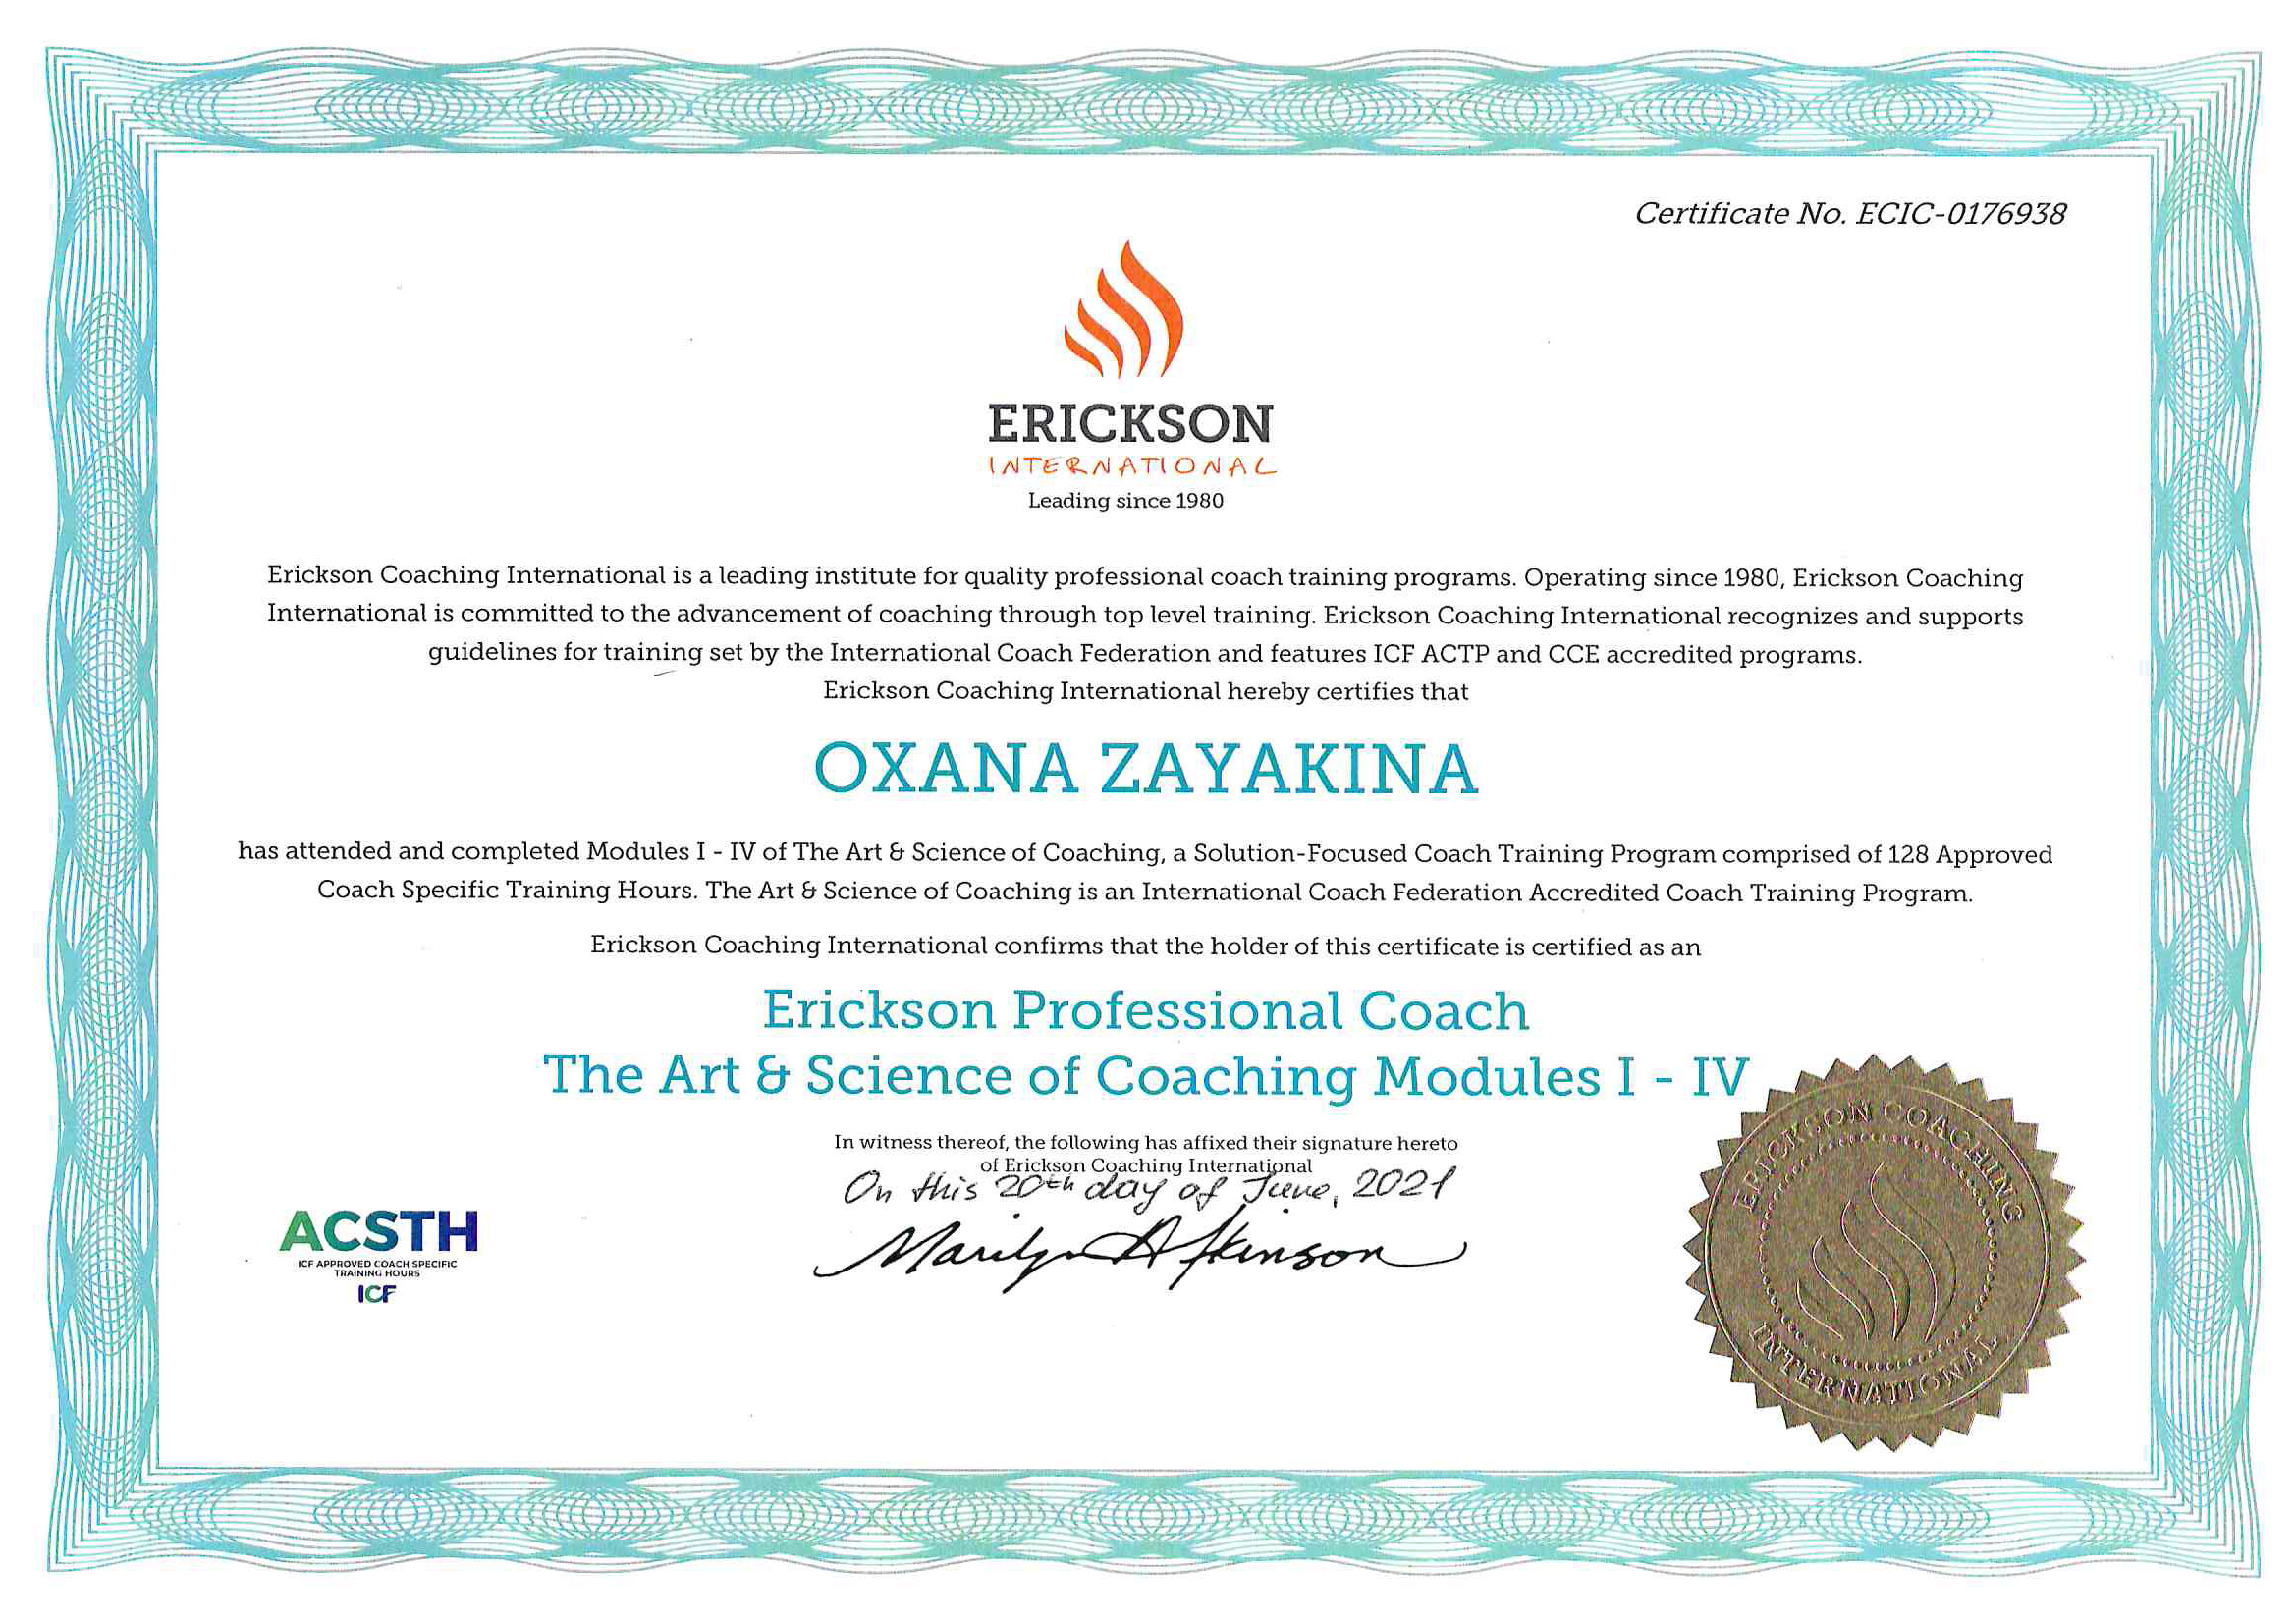 Certificate No. ECIC-0176938
ERICKSON
INTERNATIONAL
Leading since 1980
Erickson Coaching International is a leading institute for quality professional coach training programs. Operating since 1980, Erickson Coaching
International is committed to the advancement of coaching through top level training. Erickson Coaching International recognizes and supports
guidelines for training set by the International Coach Federation and features ICF ACTP and CCE accredited programs.
Erickson Coaching International hereby certifies that
OXANA ZAYAKINA
has attended and completed Modules I - IV of The Art & Science of Coaching, a Solution-Focused Coach Training Program comprised of 128 Approved
Coach Specific Training Hours. The Art & Science of Coaching is an International Coach Federation Accredited Coach Training Program.
Erickson Coaching International confirms that the holder of this certificate is certified as an
Erickson Professional Coach
The Art & Science of Coaching Modules I - IV
In witness thereof, the following has affixed their signature hereto
of Erickson Coaching International
On this 20th day of June, 2021
Marilyn Atkinson
ACSTH
ICF APPROVED COACH SPECIFIC
TRAINING HOURS
ICF
ERICKSON COACHING
INTERNATIONAL